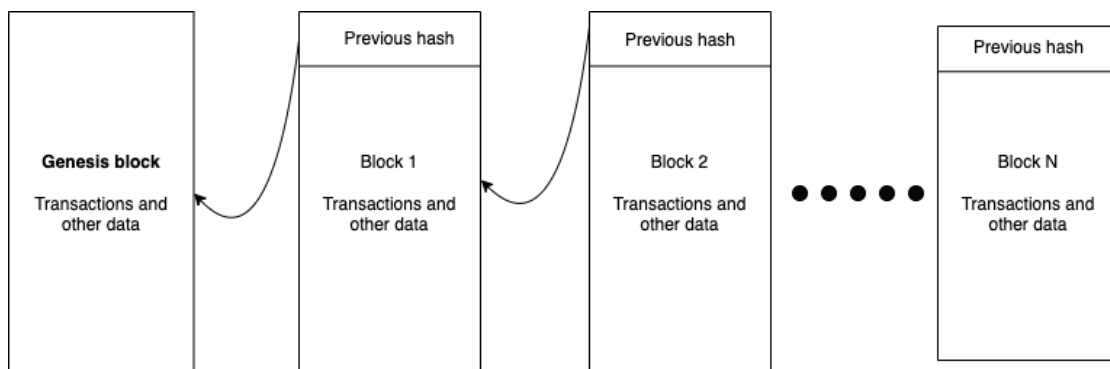 Genesis block
Transactions and
other data
Previous hash
Block 1
Transactions and
other data
Previous hash
Block 2
Transactions and
other data
Previous hash
Block N
Transactions and
other data